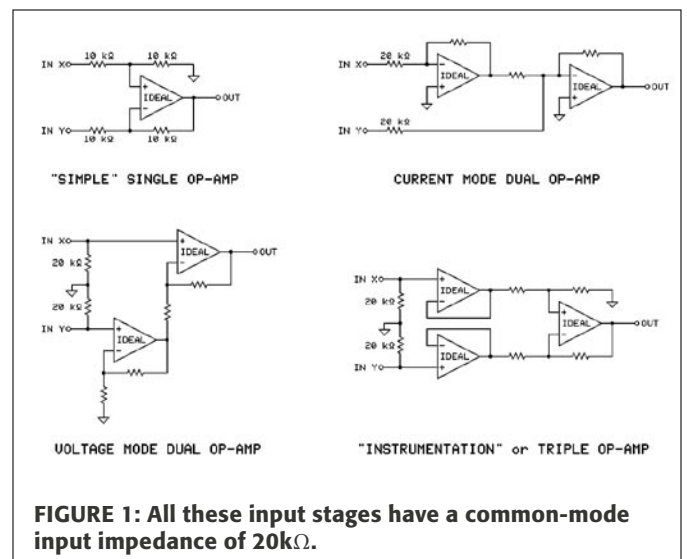 10 kΩ 10 kΩ
IN X
+
IDEAL
-
OUT
IN Y
10 kΩ 10 kΩ
"SIMPLE" SINGLE OP-AMP
20 kΩ
IN X
-
IDEAL
+
-
IDEAL
+
OUT
20 kΩ
IN Y
CURRENT MODE DUAL OP-AMP
IN X
+
IDEAL
-
OUT
20 kΩ
20 kΩ
IN Y
+
IDEAL
-
VOLTAGE MODE DUAL OP-AMP
IN X
+
IDEAL
-
20 kΩ
20 kΩ
-
IDEAL
+
IN Y
+
IDEAL
-
OUT
"INSTRUMENTATION" or TRIPLE OP-AMP
FIGURE 1: All these input stages have a common-mode
input impedance of 20kΩ.